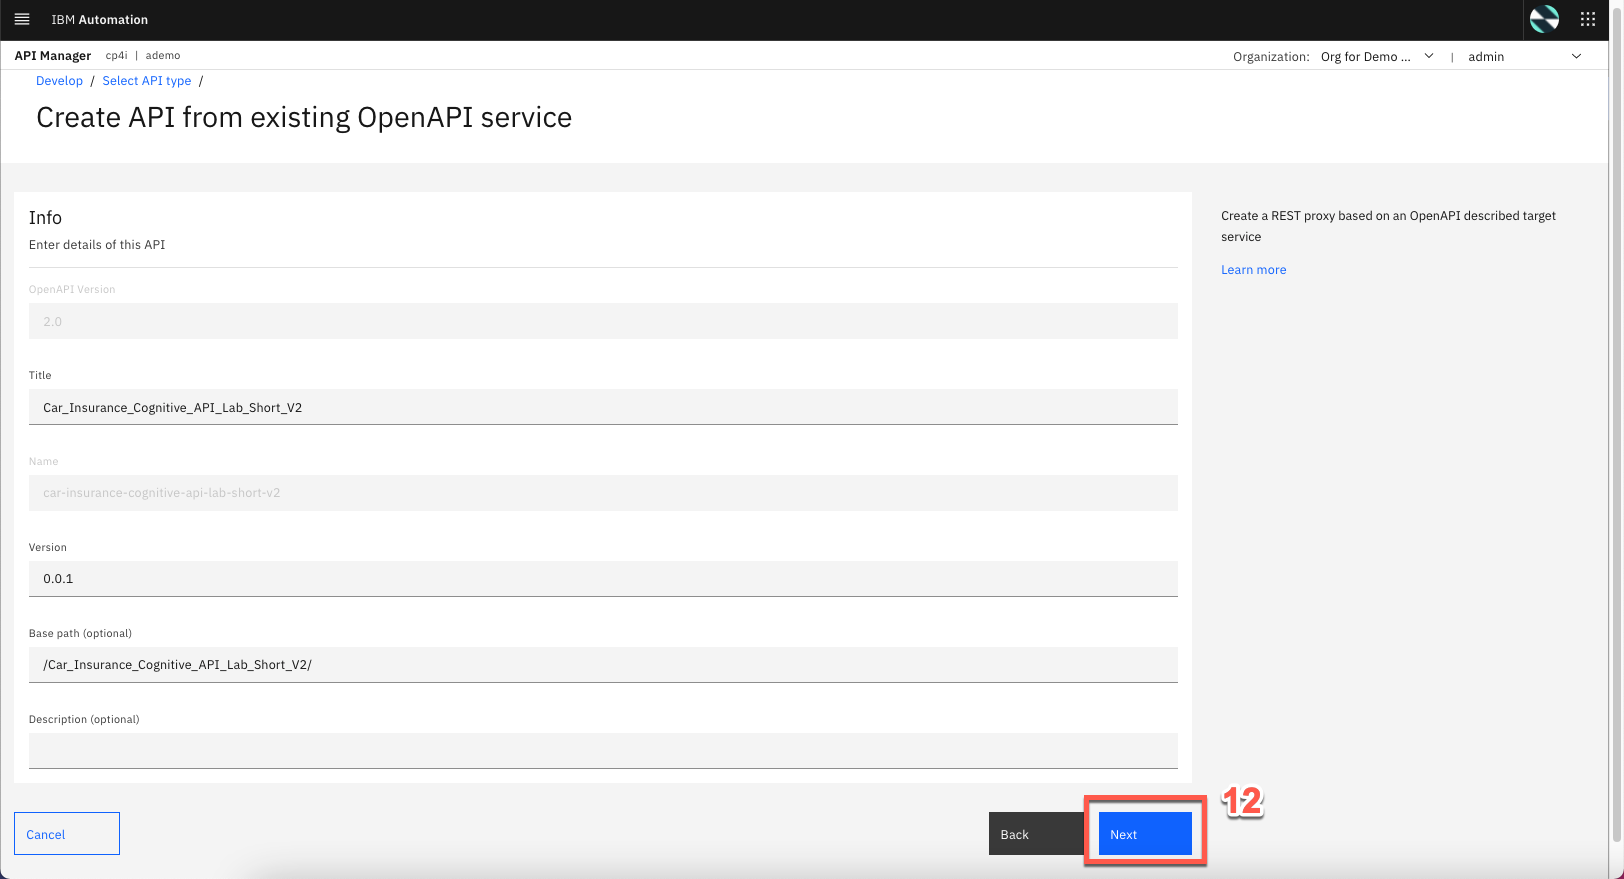 IBM Automation
API Manager cp4i | ademo
Organization: Org for Demo ... | admin
Develop / Select API type /
Create API from existing OpenAPI service
Info
Enter details of this API
OpenAPI Version
2.0
Title
Car_Insurance_Cognitive_API_Lab_Short_V2
Name
car-insurance-cognitive-api-lab-short-v2
Version
0.0.1
Base path (optional)
/Car_Insurance_Cognitive_API_Lab_Short_V2/
Description (optional)
Create a REST proxy based on an OpenAPI described target
service
Learn more
Cancel
Back
Next
12